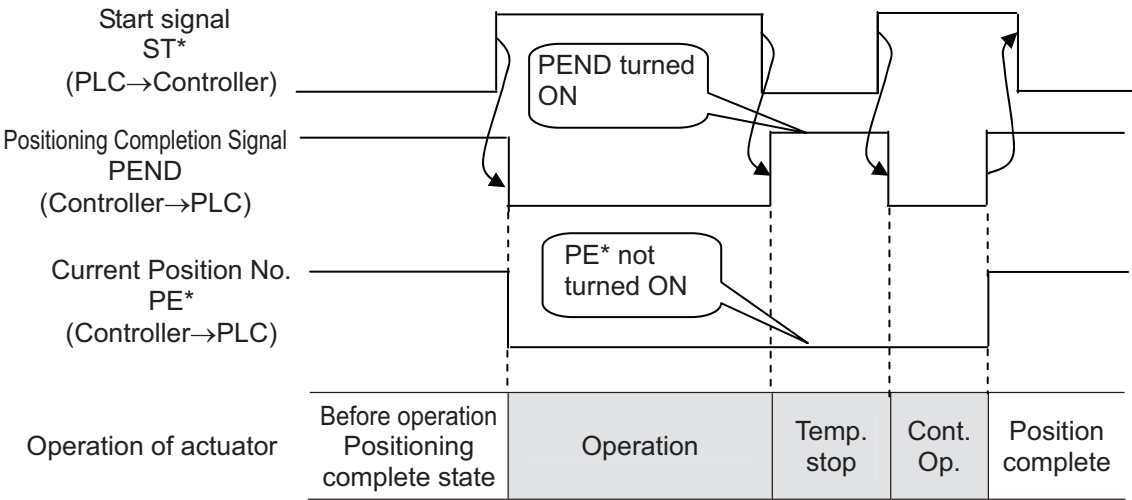 Start signal
ST*
(PLC→Controller)
PEND turned
ON
Positioning Completion Signal
PEND
(Controller→PLC)
Current Position No.
PE*
(Controller→PLC)
PE* not
turned ON
Operation of actuator
Before operation
Positioning
complete state
Operation
Temp.
stop
Cont.
Op.
Position
complete